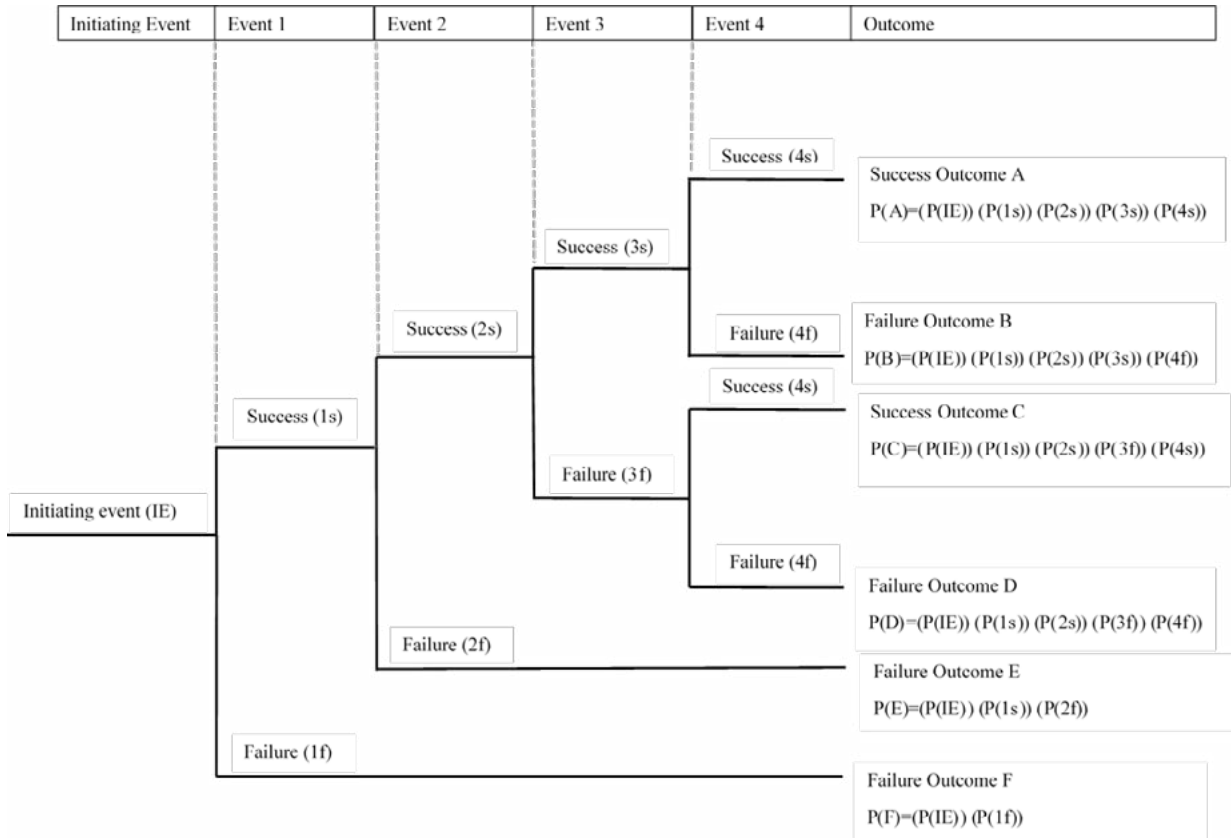 Initiating Event Event 1 Event 2 Event 3 Event 4 Outcome
Success (4s)
Success Outcome A
P(A)=(P(IE)) (P(1s)) (P(2s)) (P(3s)) (P(4s))
Success (3s)
Failure Outcome B
Success (2s)
Failure (4f)
P(B)=(P(IE)) (P(1s)) (P(2s)) (P(3s)) (P(4f))
Success (4s)
Success (1s)
Success Outcome C
P(C)=(P(IE)) (P(1s)) (P(2s)) (P(3f)) (P(4s))
Failure (3f)
Initiating event (IE)
Failure (4f)
Failure Outcome D
P(D)=(P(IE)) (P(1s)) (P(2s)) (P(3f)) (P(4f))
Failure (2f)
Failure Outcome E
P(E)=(P(IE)) (P(1s)) (P(2f))
Failure (1f)
Failure Outcome F
P(F)=(P(IE)) (P(1f))